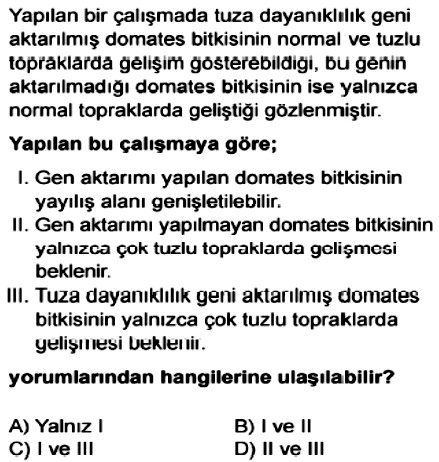 Yapılan bir çalışmada tuza dayanıklılık geni
aktarılmış domates bitkisinin normal ve tuzlu
topraklarda gelişim gösterebildiği, bu genin
aktarılmadığı domates bitkisinin ise yalnızca
normal topraklarda geliştiği gözlenmiştir.
Yapılan bu çalışmaya göre;
I. Gen aktarımı yapılan domates bitkisinin
yayılış alanı genişletilebilir.
II. Gen aktarımı yapılmayan domates bitkisinin
yalnızca çok tuzlu topraklarda gelişmesi
beklenir.
III. Tuza dayanıklılık geni aktarılmış domates
bitkisinin yalnızca çok tuzlu topraklarda
gelişmesi beklenir.
yorumlarından hangilerine ulaşılabilir?
A) Yalnız I B) I ve II
C) I ve III D) II ve III